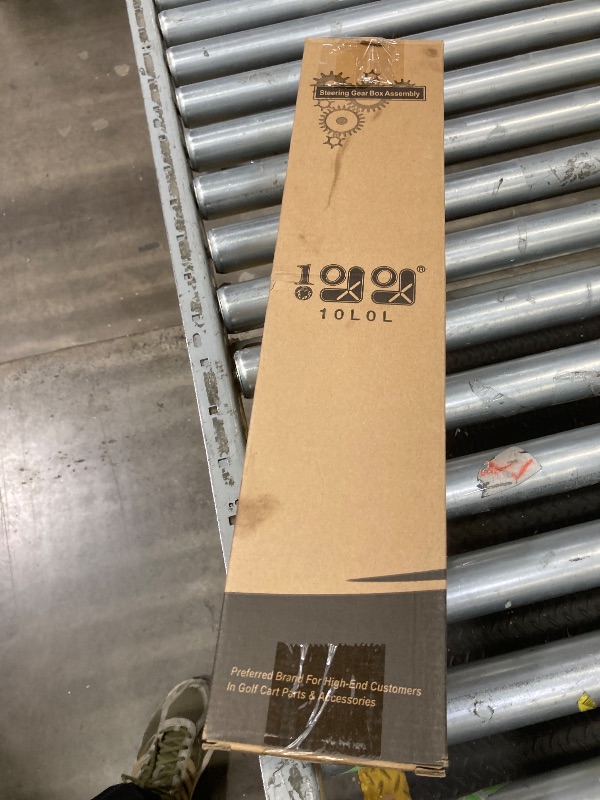 Steering Gear Box Assembly
10L0L
Preferred Brand For High-End Customers
In Golf Cart Parts & Accessories